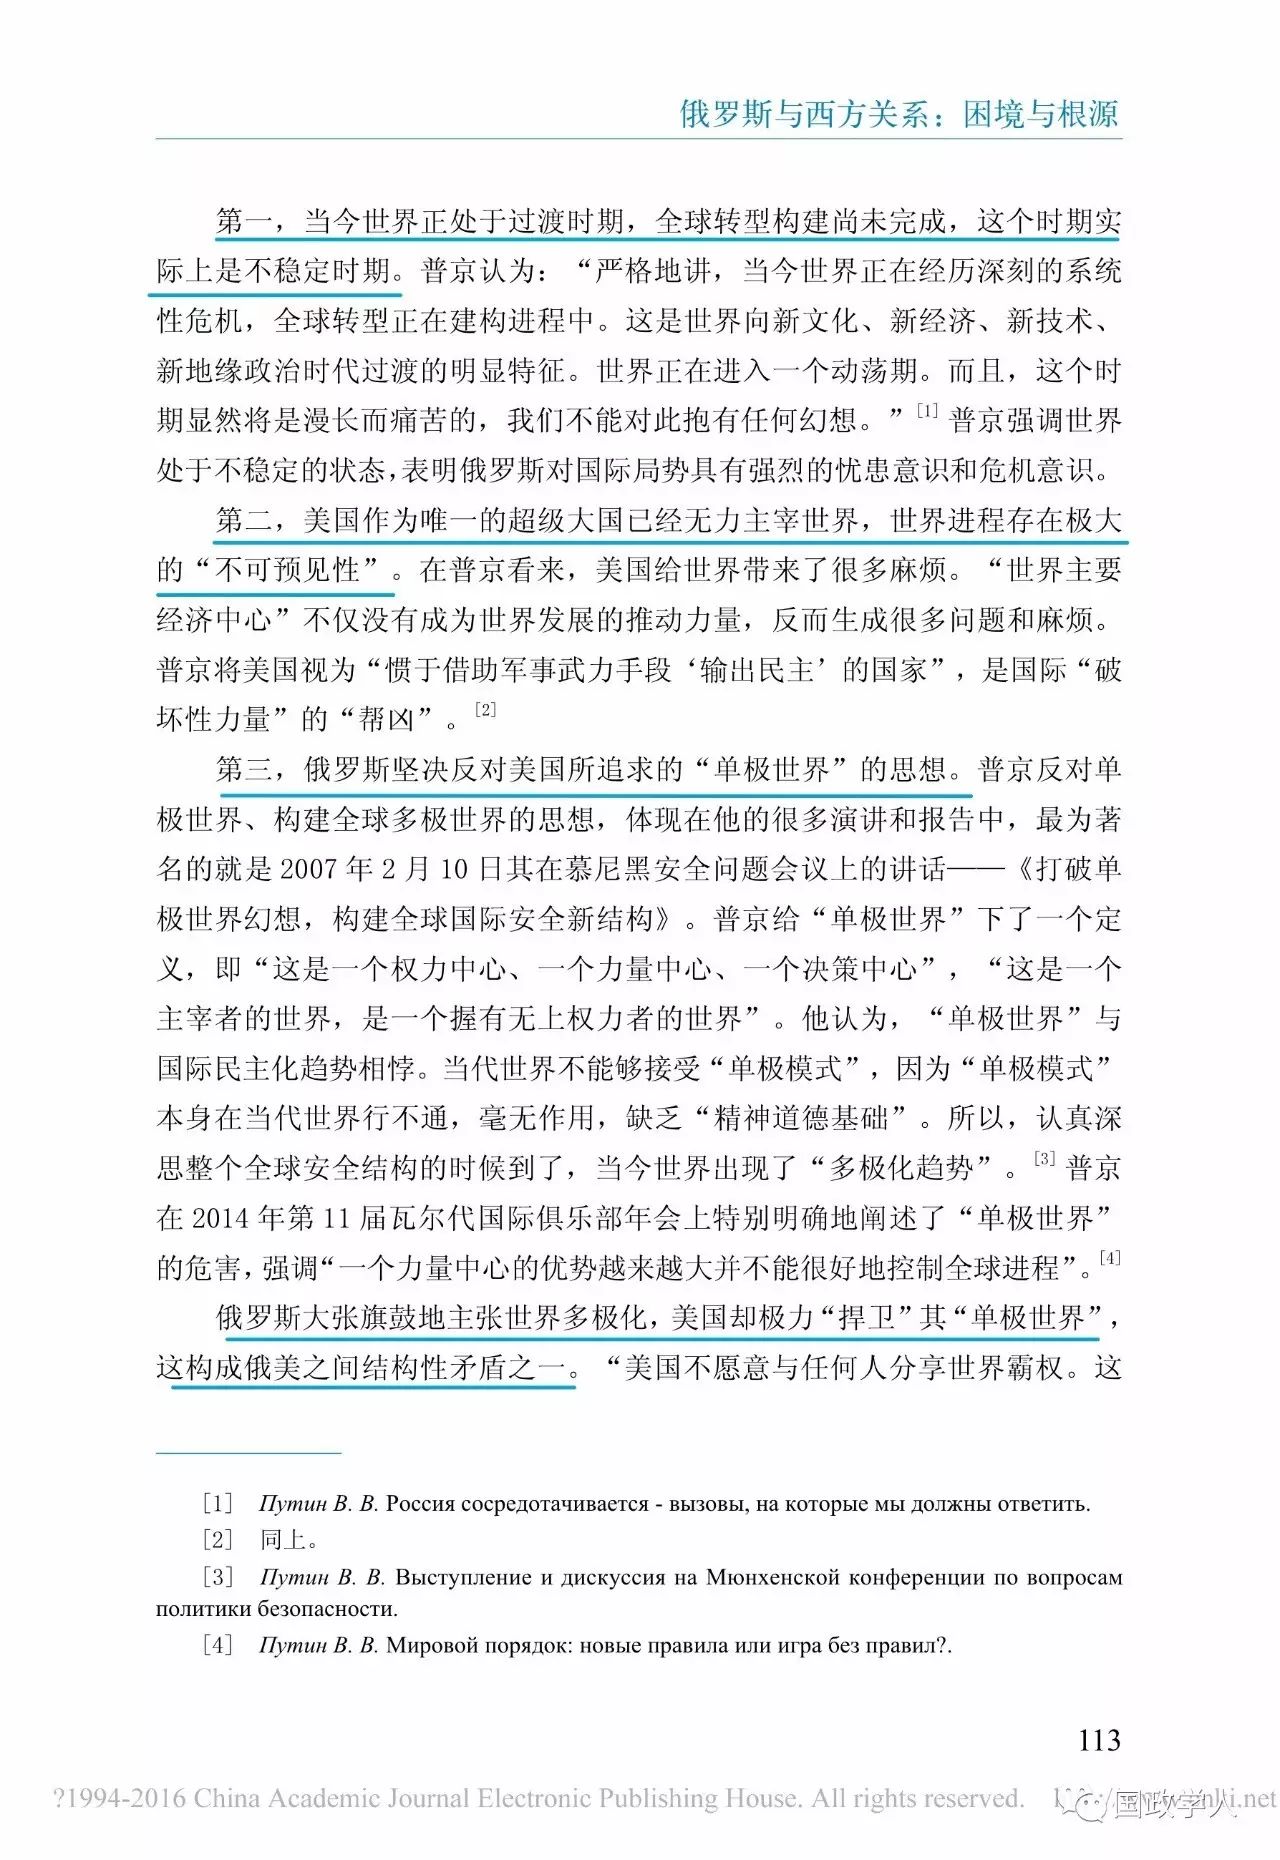 俄罗斯与西方关系：困境与根源
第一，当今世界正处于过渡时期，全球转型构建尚未完成，这个时期实
际上是不稳定时期。普京认为：“严格地讲，当今世界正在经历深刻的系统
性危机，全球转型正在建构进程中。这是世界向新文化、新经济、新技术、
新地缘政治时代过渡的明显特征。世界正在进入一个动荡期。而且，这个时
期显然将是漫长而痛苦的，我们不能对此抱有任何幻想。”[1] 普京强调世界
处于不稳定的状态，表明俄罗斯对国际局势具有强烈的忧患意识和危机意识。
第二，美国作为唯一的超级大国已经无力主宰世界，世界进程存在极大
的“不可预见性”。在普京看来，美国给世界带来了很多麻烦。“世界主要
经济中心”不仅没有成为世界发展的推动力量，反而生成很多问题和麻烦。
普京将美国视为“惯于借助军事武力手段‘输出民主’的国家”，是国际“破
坏性力量”的“帮凶”。[2]
第三，俄罗斯坚决反对美国所追求的“单极世界”的思想。普京反对单
极世界、构建全球多极世界的思想，体现在他的很多演讲和报告中，最为著
名的就是 2007 年 2 月 10 日其在慕尼黑安全问题会议上的讲话——《打破单
极世界幻想，构建全球国际安全新结构》。普京给“单极世界”下了一个定
义，即“这是一个权力中心、一个力量中心、一个决策中心”，“这是一个
主宰者的世界，是一个握有无上权力者的世界”。他认为，“单极世界”与
国际民主化趋势相悖。当代世界不能够接受“单极模式”，因为“单极模式”
本身在当代世界行不通，毫无作用，缺乏“精神道德基础”。所以，认真深
思整个全球安全结构的时候到了，当今世界出现了“多极化趋势”。[3] 普京
在 2014 年第 11 届瓦尔代国际俱乐部年会上特别明确地阐述了“单极世界”
的危害，强调“一个力量中心的优势越来越大并不能很好地控制全球进程”。[4]
俄罗斯大张旗鼓地主张世界多极化，美国却极力“捍卫”其“单极世界”，
这构成俄美之间结构性矛盾之一。“美国不愿意与任何人分享世界霸权。这
[1] Путин В. В. Россия сосредотачивается - вызовы, на которые мы должны ответить.
[2] 同上。
[3] Путин В. В. Выступление и дискуссия на Мюнхенской конференции по вопросам
политики безопасности.
[4] Путин В. В. Мировой порядок: новые правила или игра без правил?.
113
?1994-2016 China Academic Journal Electronic Publishing House. All rights reserved.
国政学人